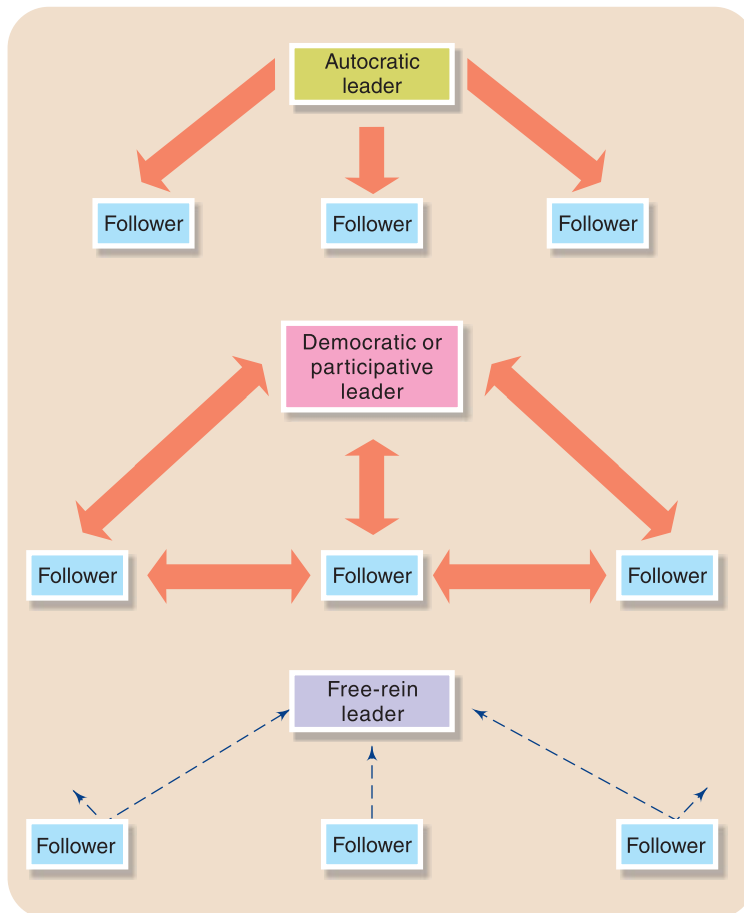 Autocratic
leader
Follower
Follower
Follower
Democratic or
participative
leader
Follower
Follower
Follower
Free-rein
leader
Follower
Follower
Follower